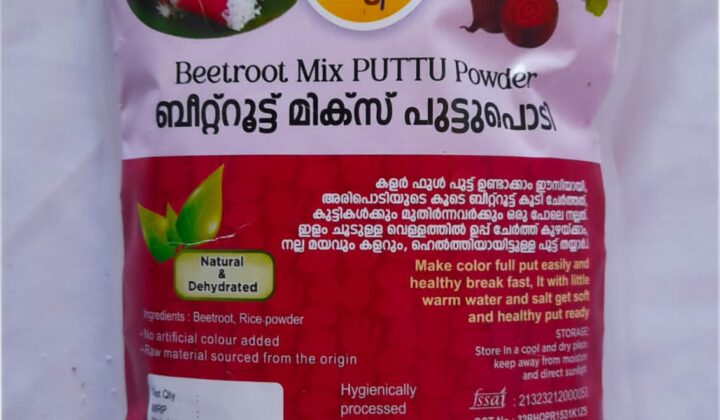 Beetroot Mix PUTTU Powder
ബീറ്റ്റൂട്ട് മിക്സ് പുട്ടുപൊടി
കളർ ഫുൾ പൂട്ട് ഉണ്ടാക്കാം ഈസിയായി,
അരിപൊടിയുടെ കൂടെ ബീറ്റ്റൂട്ട് കൂടി ചേർത്തത്.
കുട്ടികൾക്കും മുതിർന്നവർക്കും ഒരു പോലെ നല്ലത്.
ഇളം ചൂടുള്ള വെള്ളത്തിൽ ഉപ്പ് ചേർത്ത് കുഴയ്ക്കാം,
നല്ല മയവും കളറും, ഹെൽത്തിയായിട്ടുള്ള പുട്ട് തയ്യാർ.
Natural
&
Dehydrated
Make color full put easily and
healthy break fast, It with little
warm water and salt get soft
and healthy put ready
Ingredients : Beetroot, Rice powder
-No artificial colour added
-Raw material sourced from the origin
STORAGE:
Store In a cool and dry place
keep away from moisture
and direct sunlight
Net Qty
MRP
Hygienically
processed
fssai : 21323212000053
: 32BHOPR1531K1Z5